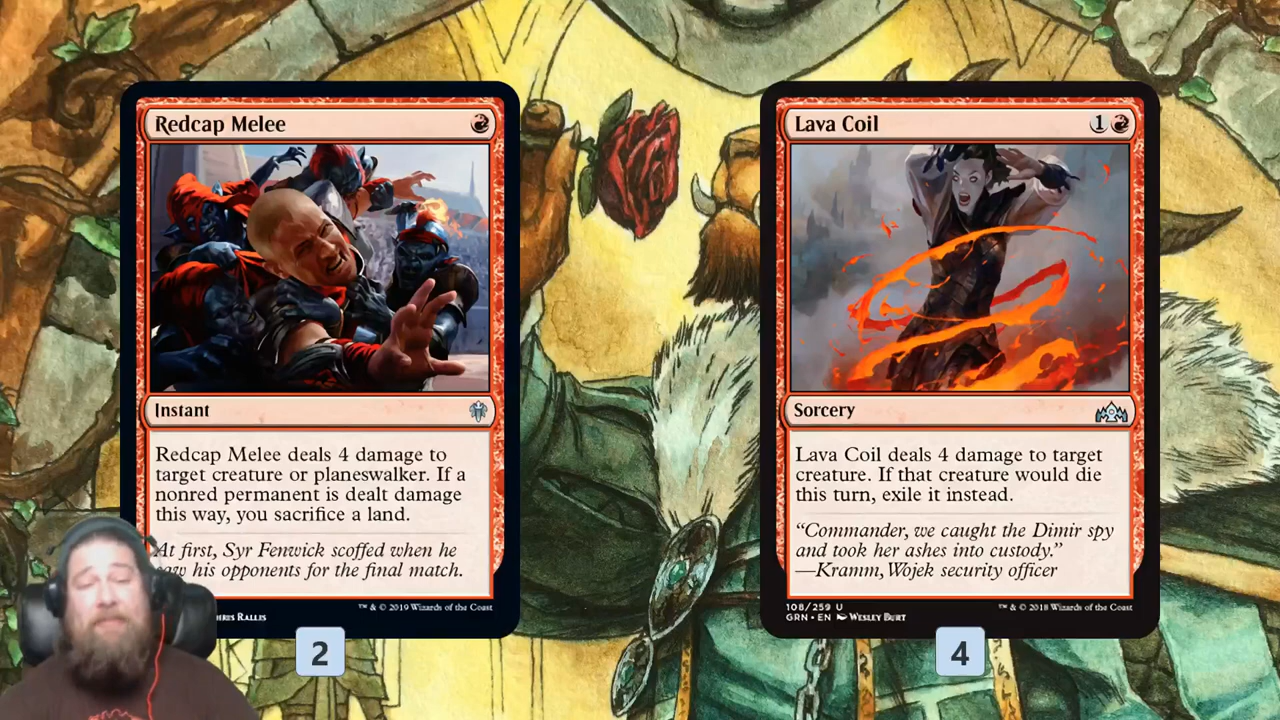 Redcap Melee
Instant
Redcap Melee deals 4 damage to
target creature or planeswalker. If a
nonred permanent is dealt damage
this way, you sacrifice a land.
At first, Syr Fenwick scoffed when he
his opponents for the final match.
™ & © 2019 Wizards of the Coast
Rallis
2
Lava Coil
1
Sorcery
Lava Coil deals 4 damage to target
creature. If that creature would die
this turn, exile it instead.
“Commander, we caught the Dimir spy
and took her ashes into custody.”
—Kramm, Wojek security officer
108/259 U
GRN • EN Wesley Burt
™ & © 2018 Wizards of the Coast
4